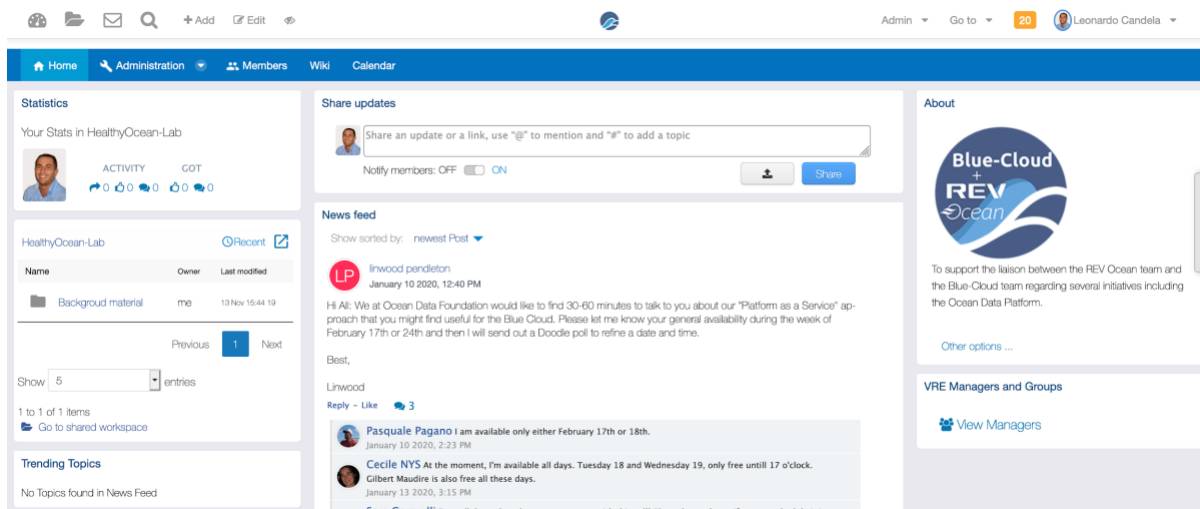 +Add
Edit
Admin
Go to
20
Leonardo Candela
Home
Administration
Members
Wiki
Calendar
Statistics
Your Stats in HealthyOcean-Lab
ACTIVITY
GOT
0 0 0
0 0
HealthyOcean-Lab
Recent
Name
Owner
Last modified
Backgroud material
me
13 Nov 15:44 19
Previous
1
Next
Show 5 entries
1 to 1 of 1 items
Go to shared workspace
Trending Topics
No Topics found in News Feed
Share updates
Share an update or a link, use "@" to mention and "#" to add a topic
Notify members: OFF ON
Share
News feed
Show sorted by: newest Post
LP
linwood pendleton
January 10 2020, 12:40 PM
Hi All: We at Ocean Data Foundation would like to find 30-60 minutes to talk to you about our "Platform as a Service" ap-
proach that you might find useful for the Blue Cloud. Please let me know your general availability during the week of
February 17th or 24th and then I will send out a Doodle poll to refine a date and time.
Best,
Linwood
Reply - Like 3
Pasquale Pagano I am available only either February 17th or 18th.
January 10 2020, 2:23 PM
Cecile NYS At the moment, I'm available all days. Tuesday 18 and Wednesday 19, only free untill 17 o'clock.
Gilbert Maudire is also free all these days.
January 13 2020, 3:15 PM
About
Blue-Cloud
+
REV
Ocean
To support the liaison between the REV Ocean team and
the Blue-Cloud team regarding several initiatives including
the Ocean Data Platform.
Other options ...
VRE Managers and Groups
View Managers